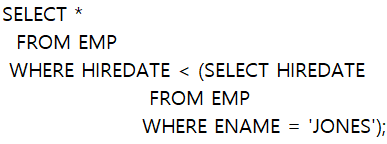 SELECT *
FROM EMP
WHERE HIREDATE < (SELECT HIREDATE
FROM EMP
WHERE ENAME = 'JONES');